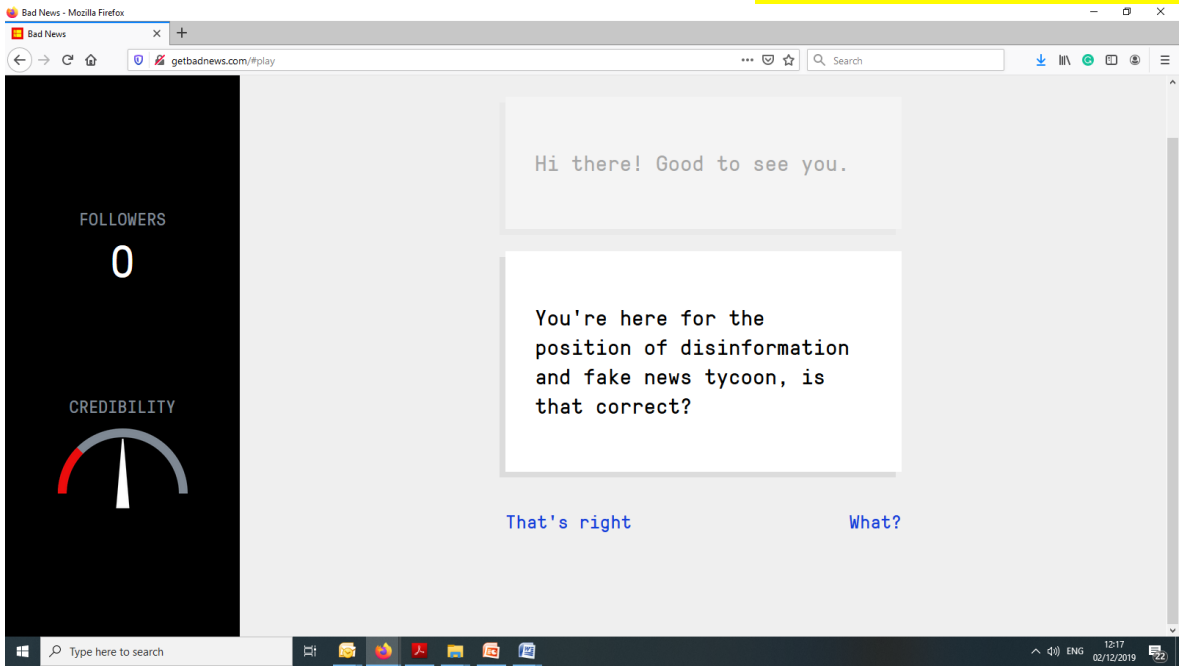 Bad News - Mozilla Firefox
Bad News
getbadnews.com/#play
Search
Hi there! Good to see you.
FOLLOWERS
0
You're here for the
position of disinformation
and fake news tycoon, is
that correct?
CREDIBILITY
That's right What?
Type here to search
ENG
12:17
02/12/2019
22